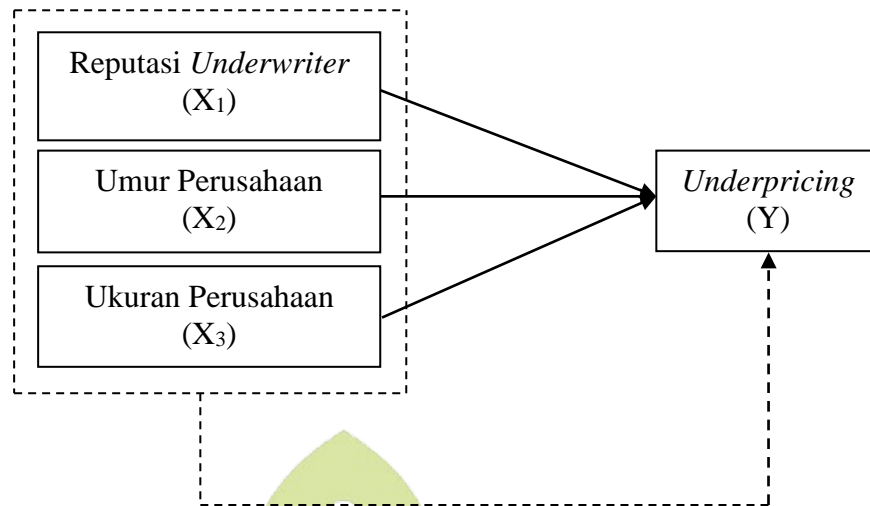 Reputasi Underwriter
(X₁)
Umur Perusahaan
(X₂)
Ukuran Perusahaan
(X₃)
Underpricing
(Y)